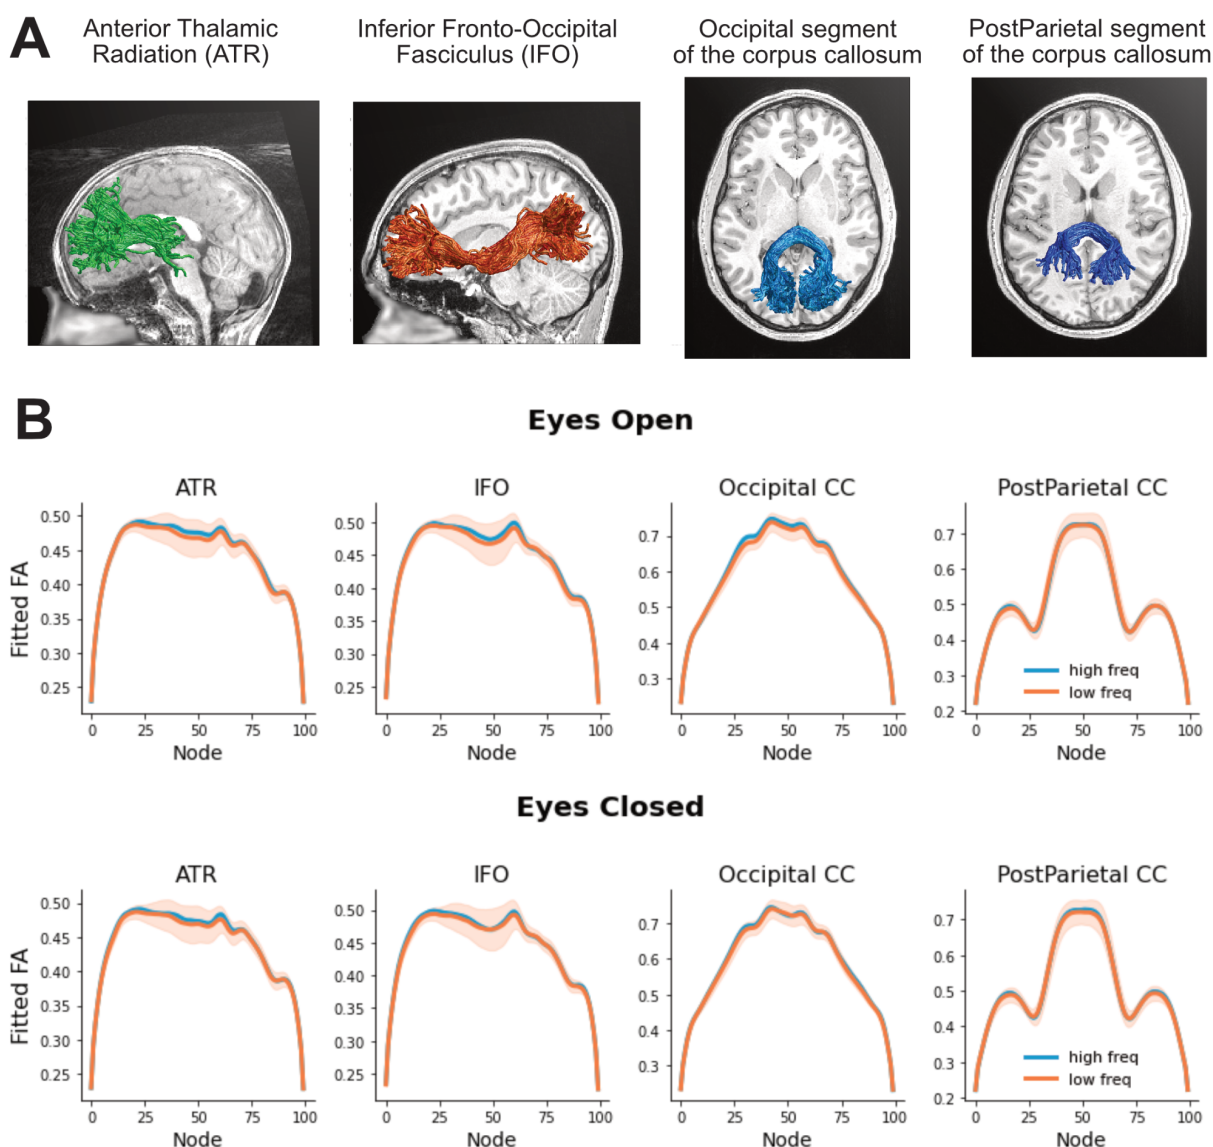 A
Anterior Thalamic
Radiation (ATR)
Inferior Fronto-Occipital
Fasciculus (IFO)
Occipital segment
of the corpus callosum
PostParietal segment
of the corpus callosum
B
Eyes Open
ATR
IFO
Occipital CC
PostParietal CC
Fitted FA
0.50
0.45
0.40
0.35
0.30
0.25
0 25 50 75 100
Node
0.50
0.45
0.40
0.35
0.30
0.25
0 25 50 75 100
Node
0.7
0.6
0.5
0.4
0.3
0 25 50 75 100
Node
0.7
0.6
0.5
0.4
0.3
0.2
high freq
low freq
0 25 50 75 100
Node
Eyes Closed
ATR
IFO
Occipital CC
PostParietal CC
Fitted FA
0.50
0.45
0.40
0.35
0.30
0.25
0 25 50 75 100
Node
0.50
0.45
0.40
0.35
0.30
0.25
0 25 50 75 100
Node
0.7
0.6
0.5
0.4
0.3
0 25 50 75 100
Node
0.7
0.6
0.5
0.4
0.3
0.2
high freq
low freq
0 25 50 75 100
Node